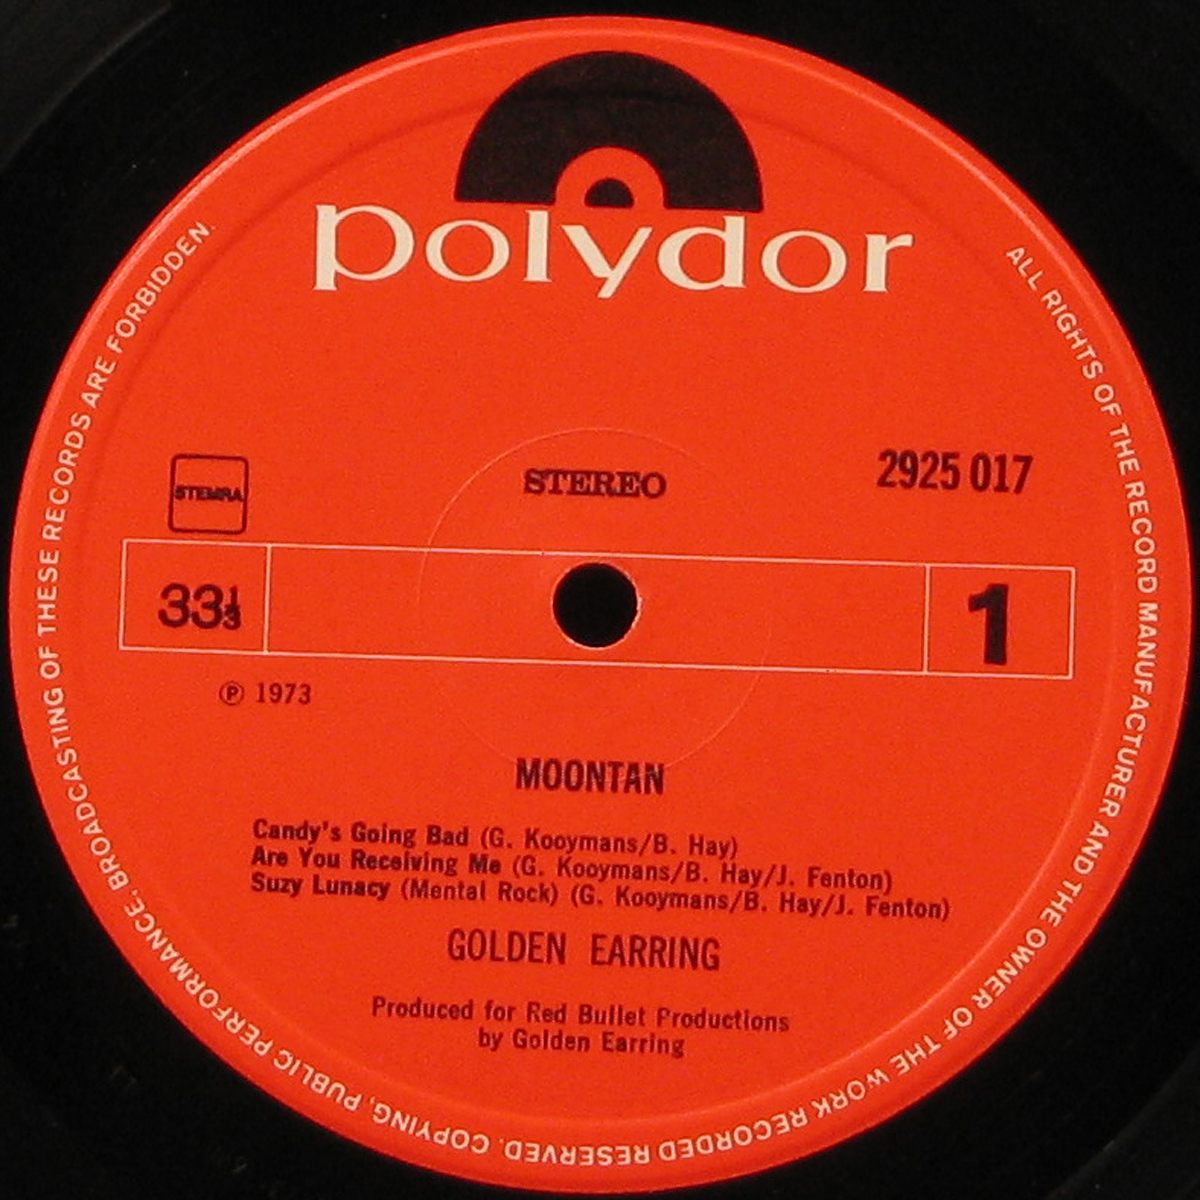 polydor
STEMRA
STEREO
2925 017
33⅓
1
℗ 1973
MOONTAN
Candy's Going Bad (G. Kooymans/B. Hay)
Are You Receiving Me (G. Kooymans/B. Hay/J. Fenton)
Suzy Lunacy (Mental Rock) (G. Kooymans/B. Hay/J. Fenton)
GOLDEN EARRING
Produced for Red Bullet Productions
by Golden Earring
ALL RIGHTS OF THE RECORD MANUFACTURER AND THE OWNER OF THE WORK RECORDED RESERVED. COPYING, PUBLIC PERFORMANCE, BROADCASTING OF THESE RECORDS ARE FORBIDDEN.